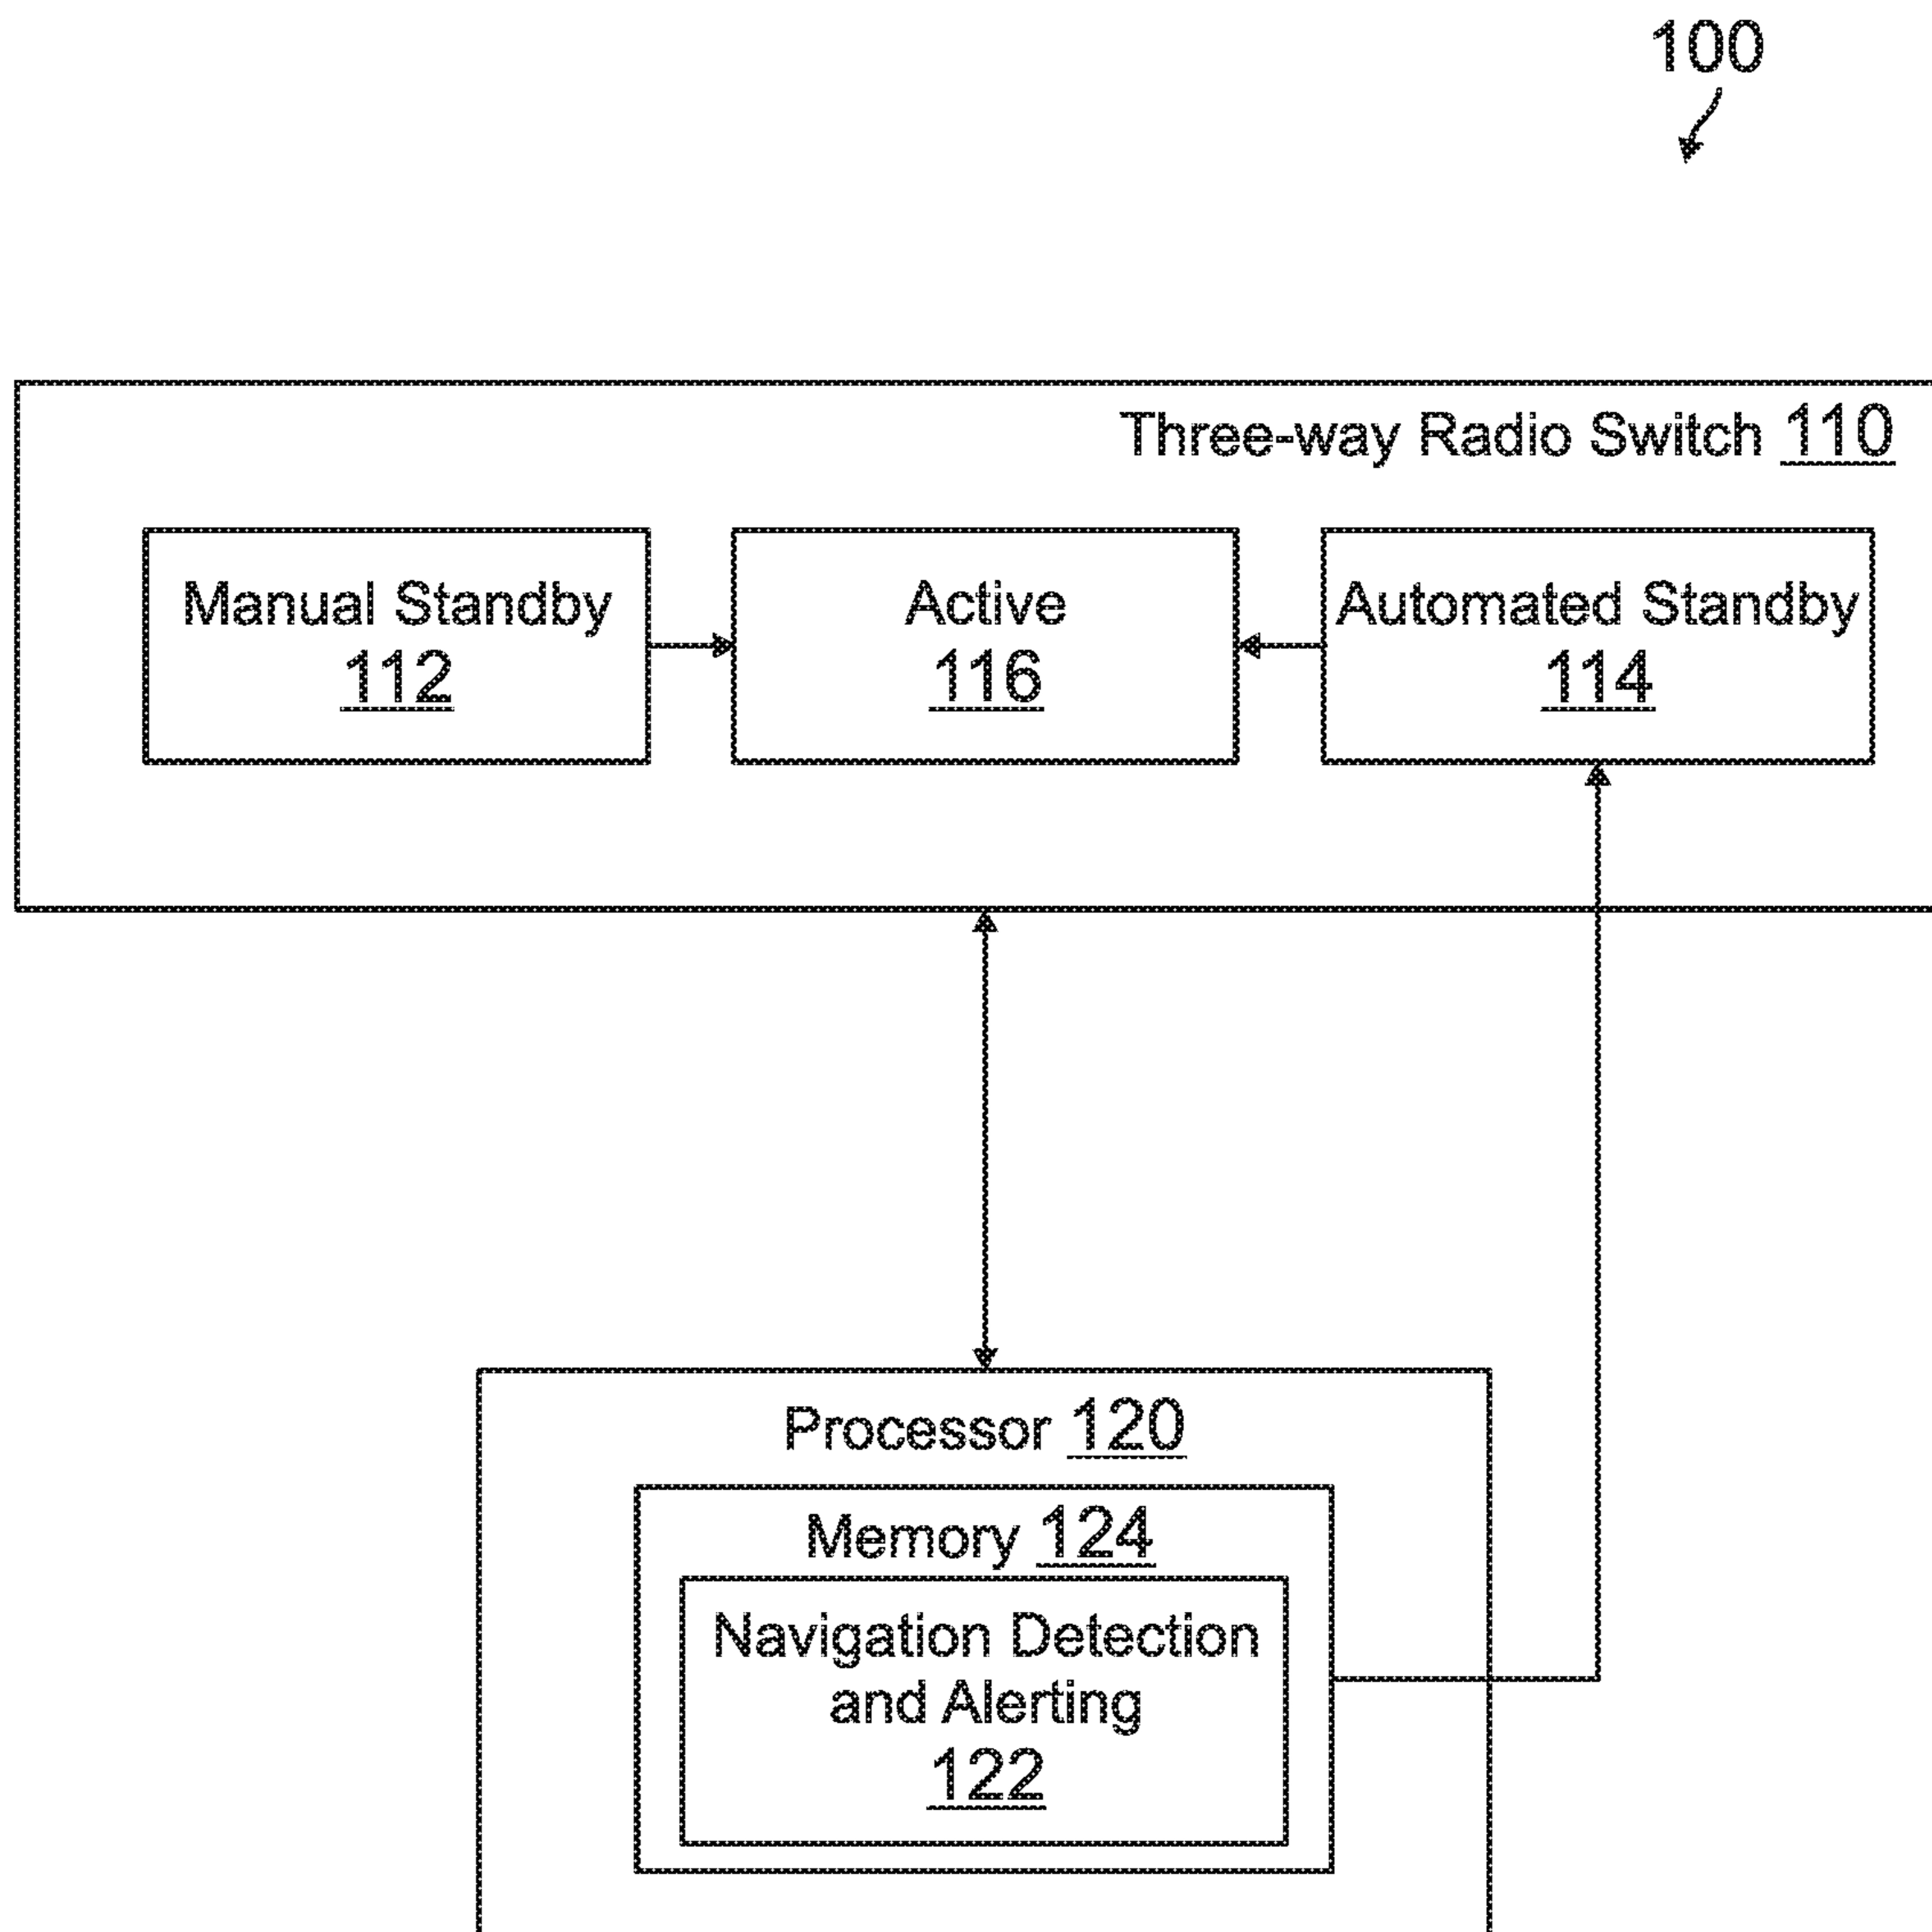 100
Three-way Radio Switch 110
Manual Standby
112
Active
116
Automated Standby
114
Processor 120
Memory 124
Navigation Detection
and Alerting
122